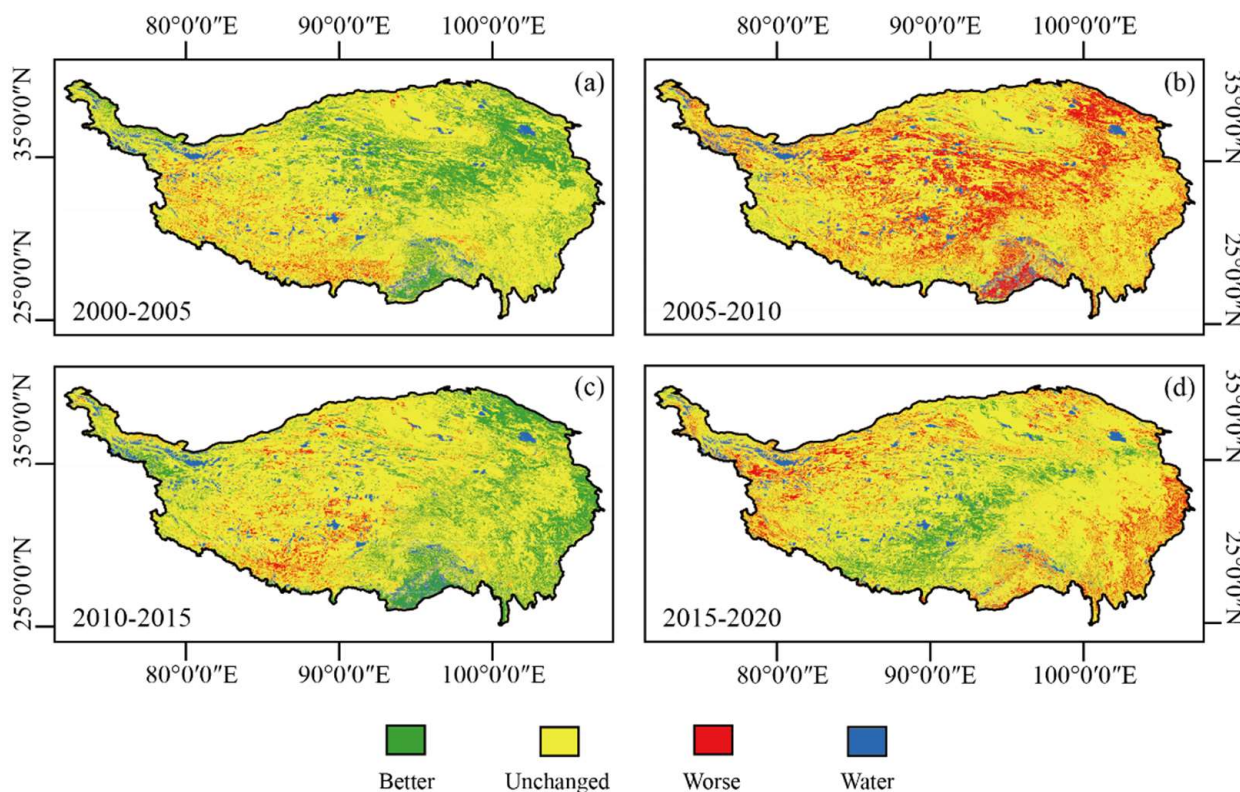 80°0′0″E 90°0′0″E 100°0′0″E 80°0′0″E 90°0′0″E 100°0′0″E
(a) (b)
35°0′0″N 35°0′0″N
25°0′0″N 25°0′0″N
2000-2005 2005-2010
(c) (d)
35°0′0″N 35°0′0″N
25°0′0″N 25°0′0″N
2010-2015 2015-2020
80°0′0″E 90°0′0″E 100°0′0″E 80°0′0″E 90°0′0″E 100°0′0″E
Better Unchanged Worse Water